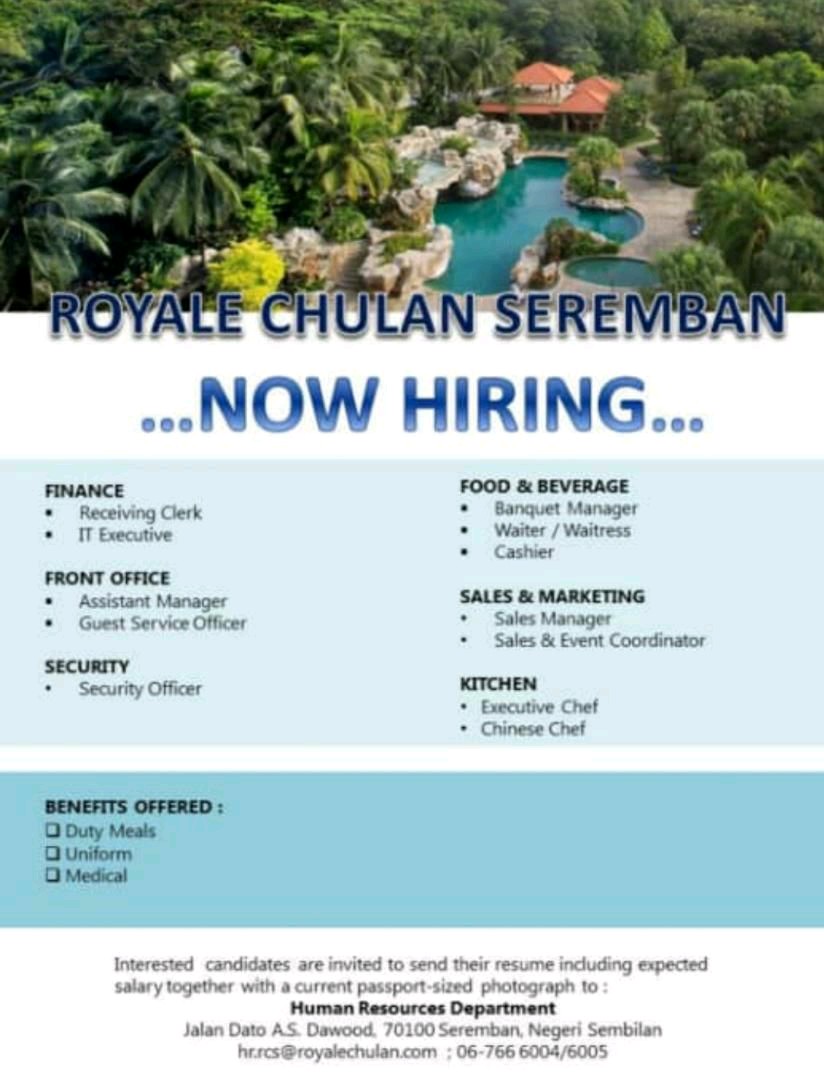 ROYALE CHULAN SEREMBAN
...NOW HIRING...
FINANCE
▪ Receiving Clerk
▪ IT Executive
FRONT OFFICE
▪ Assistant Manager
▪ Guest Service Officer
SECURITY
• Security Officer
FOOD & BEVERAGE
▪ Banquet Manager
▪ Waiter / Waitress
▪ Cashier
SALES & MARKETING
• Sales Manager
• Sales & Event Coordinator
KITCHEN
• Executive Chef
• Chinese Chef
BENEFITS OFFERED :
❑ Duty Meals
❑ Uniform
❑ Medical
Interested candidates are invited to send their resume including expected
salary together with a current passport-sized photograph to :
Human Resources Department
Jalan Dato A.S. Dawood, 70100 Seremban, Negeri Sembilan
hr.rcs@royalechulan.com ; 06-766 6004/6005